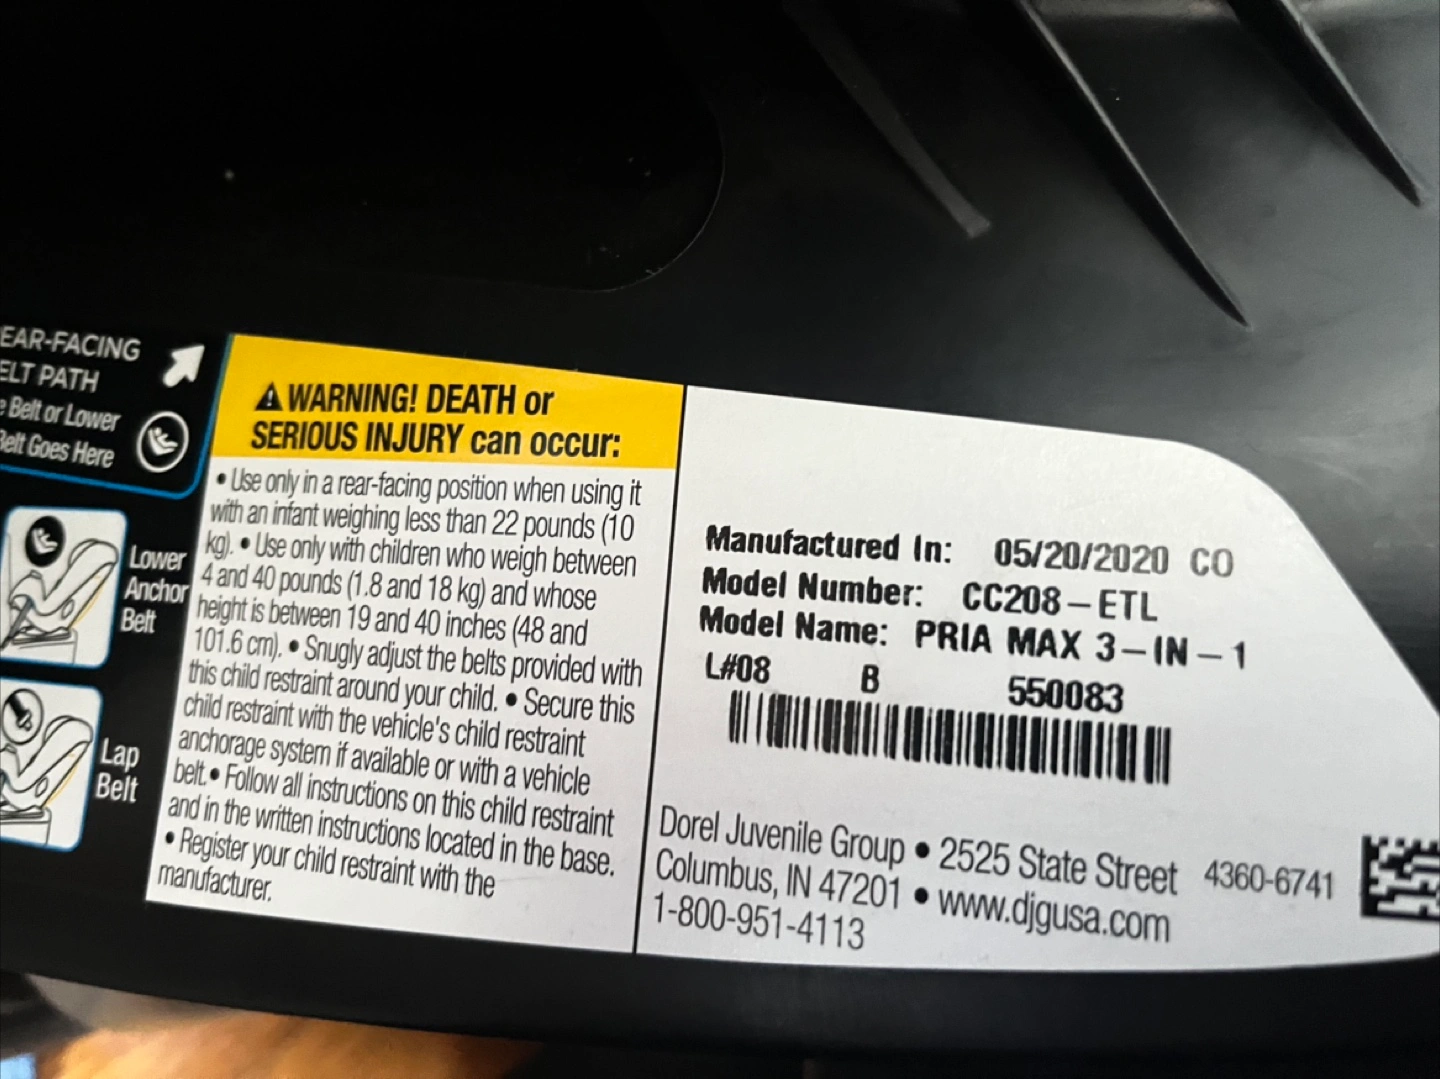 EAR-FACING
ELT PATH
e Belt or Lower
Belt Goes Here
Lower
Anchor
Belt
Lap
Belt
WARNING! DEATH or
SERIOUS INJURY can occur:
• Use only in a rear-facing position when using it
with an infant weighing less than 22 pounds (10
kg). • Use only with children who weigh between
4 and 40 pounds (1.8 and 18 kg) and whose
height is between 19 and 40 inches (48 and
101.6 cm). • Snugly adjust the belts provided with
this child restraint around your child. • Secure this
child restraint with the vehicle's child restraint
anchorage system if available or with a vehicle
belt. • Follow all instructions on this child restraint
and in the written instructions located in the base.
• Register your child restraint with the
manufacturer.
Manufactured In: 05/20/2020 CO
Model Number: CC208-ETL
Model Name: PRIA MAX 3-IN-1
L#08 B 550083
Dorel Juvenile Group • 2525 State Street 4360-6741
Columbus, IN 47201 • www.djgusa.com
1-800-951-4113